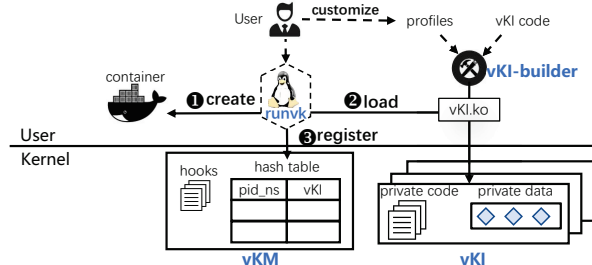 User
customize
profiles
vKI code
vKI-builder
container
❶create
runvk
❷load
vKI.ko
❸register
User
Kernel
hooks
hash table
pid_ns
vKI
private code
private data
vKM
vKI